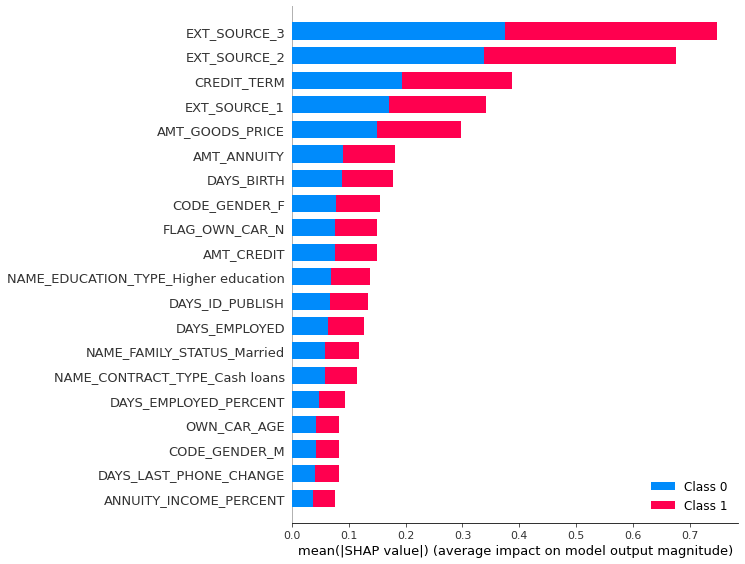 EXT_SOURCE_3
EXT_SOURCE_2
CREDIT_TERM
EXT_SOURCE_1
AMT_GOODS_PRICE
AMT_ANNUITY
DAYS_BIRTH
CODE_GENDER_F
FLAG_OWN_CAR_N
AMT_CREDIT
NAME_EDUCATION_TYPE_Higher education
DAYS_ID_PUBLISH
DAYS_EMPLOYED
NAME_FAMILY_STATUS_Married
NAME_CONTRACT_TYPE_Cash loans
DAYS_EMPLOYED_PERCENT
OWN_CAR_AGE
CODE_GENDER_M
DAYS_LAST_PHONE_CHANGE
ANNUITY_INCOME_PERCENT
Class 0
Class 1
0.0 0.1 0.2 0.3 0.4 0.5 0.6 0.7
mean(|SHAP value|) (average impact on model output magnitude)